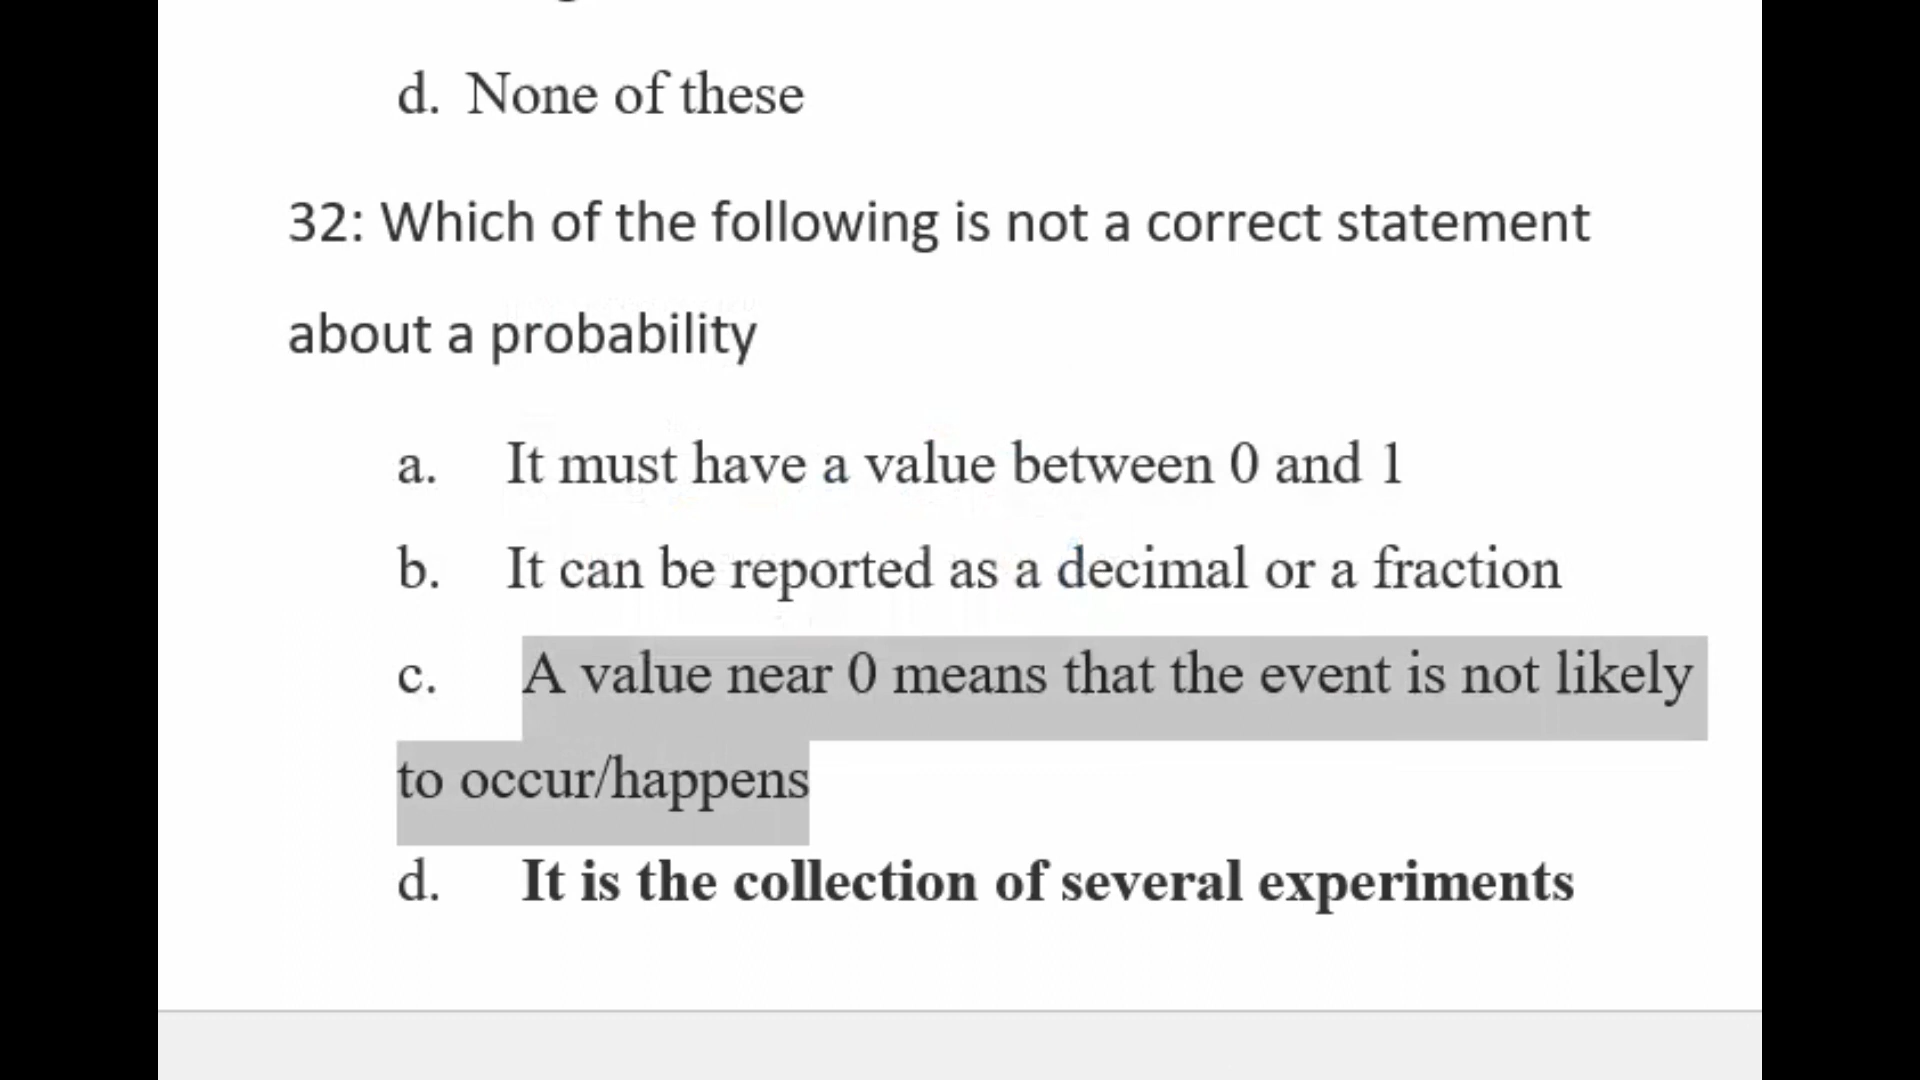 d. None of these
32: Which of the following is not a correct statement
about a probability
a. It must have a value between 0 and 1
b. It can be reported as a decimal or a fraction
c. A value near 0 means that the event is not likely
to occur/happens
d. It is the collection of several experiments